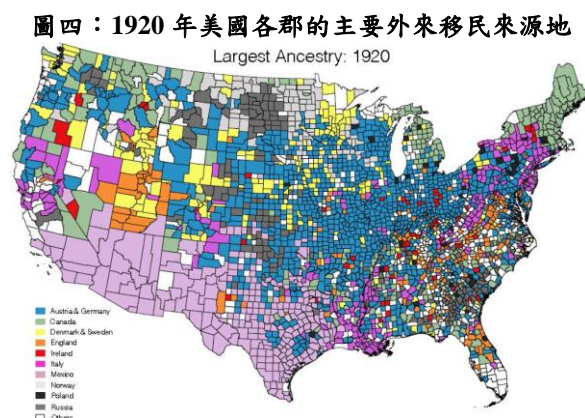 圖四：1920 年美國各郡的主要外來移民來源地
Largest Ancestry: 1920
Austria & Germany
Canada
Denmark & Sweden
England
Ireland
Italy
Mexico
Norway
Poland
Russia
Others